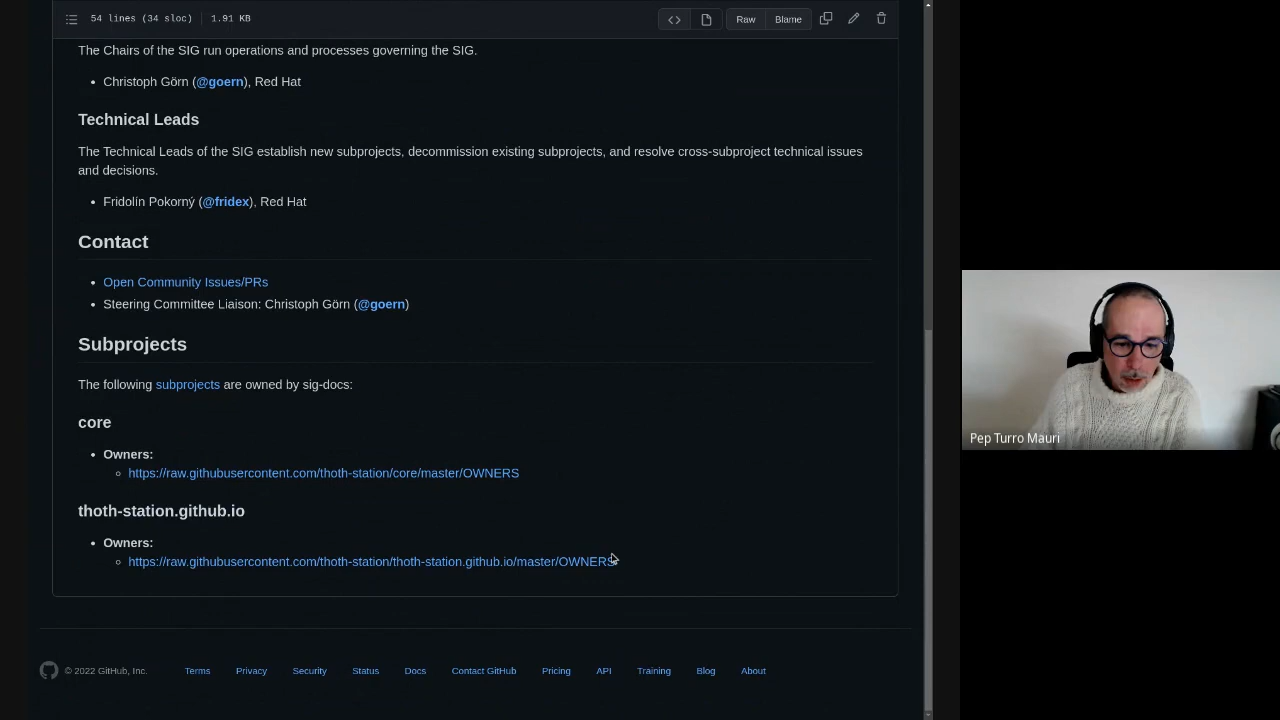 54 lines (34 sloc) 1.91 KB
Raw Blame
The Chairs of the SIG run operations and processes governing the SIG.
Christoph Görn (@goern), Red Hat
Technical Leads
The Technical Leads of the SIG establish new subprojects, decommission existing subprojects, and resolve cross-subproject technical issues
and decisions.
Fridolín Pokorný (@fridex), Red Hat
Contact
Open Community Issues/PRs
Steering Committee Liaison: Christoph Görn (@goern)
Subprojects
The following subprojects are owned by sig-docs:
core
Owners:
https://raw.githubusercontent.com/thoth-station/core/master/OWNERS
thoth-station.github.io
Owners:
https://raw.githubusercontent.com/thoth-station/thoth-station.github.io/master/OWNERS
© 2022 GitHub, Inc. Terms Privacy Security Status Docs Contact GitHub Pricing API Training Blog About
Pep Turro Mauri